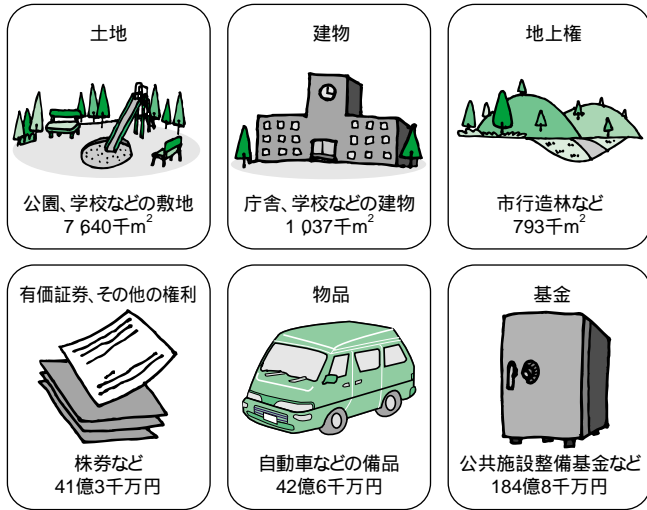 土地
公園、学校などの敷地
7,640千m²
建物
庁舎、学校などの建物
1,037千m²
地上権
市行造林など
793千m²
有価証券、その他の権利
株券など
41億3千万円
物品
自動車などの備品
42億6千万円
基金
公共施設整備基金など
184億8千万円